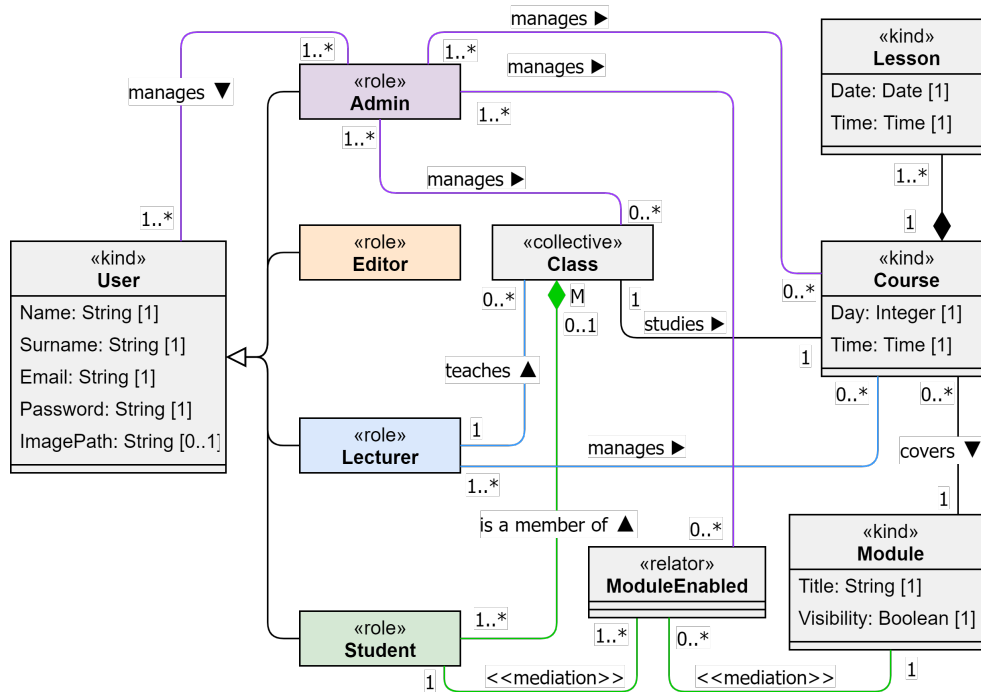 manages ▶
«kind»
Lesson
Date: Date [1]
Time: Time [1]
1..*
1..*
manages ▶
«role»
Admin
manages ▼
1..*
1..*
1..*
manages ▶
1
1..*
0..*
«kind»
User
Name: String [1]
Surname: String [1]
Email: String [1]
Password: String [1]
ImagePath: String [0..1]
«role»
Editor
«collective»
Class
«kind»
Course
Day: Integer [1]
Time: Time [1]
0..*
0..*
M
1
0..1
studies ▶
1
teaches ▲
0..*
0..*
«role»
Lecturer
1
manages ▶
covers ▼
1..*
1
is a member of ▲
0..*
«relator»
ModuleEnabled
«kind»
Module
Title: String [1]
Visibility: Boolean [1]
«role»
Student
1..*
1..*
0..*
1
<<mediation>>
<<mediation>>
1